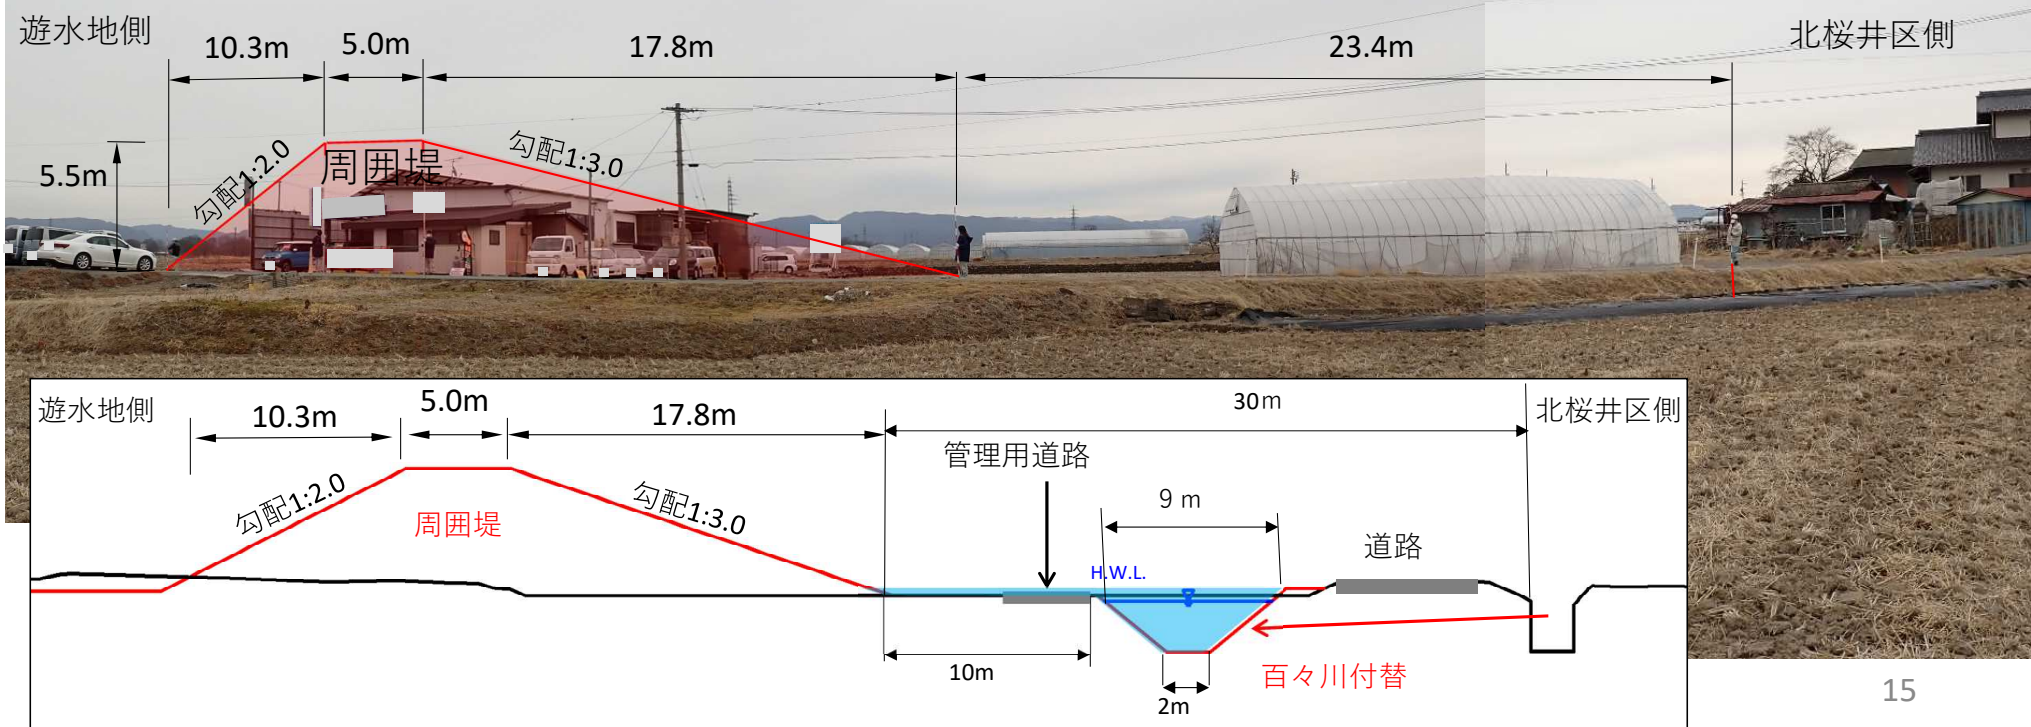 遊水地側
10.3m
5.0m
17.8m
23.4m
北桜井区側
5.5m
勾配1:2.0
周囲堤
勾配1:3.0
遊水地側
10.3m
5.0m
17.8m
30m
北桜井区側
管理用道路
勾配1:2.0
周囲堤
勾配1:3.0
9 m
道路
H.W.L.
10m
2m
百々川付替
15